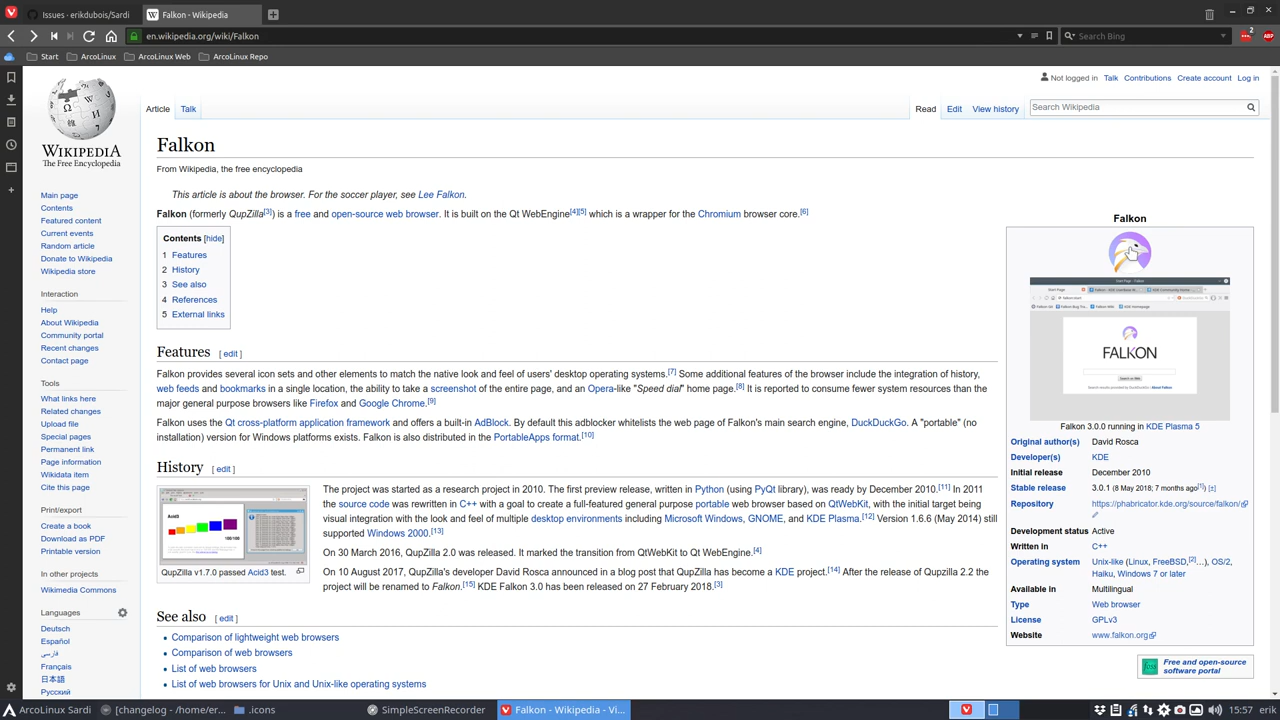 Issues · erikdubois/Sardi
Falkon - Wikipedia
en.wikipedia.org/wiki/Falkon
Search Bing
2
ABP
Start
ArcoLinux
ArcoLinux Web
ArcoLinux Repo
Not logged in Talk Contributions Create account Log in
Article Talk
Read Edit View history
Search Wikipedia
WIKIPEDIA
The Free Encyclopedia
Main page
Contents
Featured content
Current events
Random article
Donate to Wikipedia
Wikipedia store
Interaction
Help
About Wikipedia
Community portal
Recent changes
Contact page
Tools
What links here
Related changes
Upload file
Special pages
Permanent link
Page information
Wikidata item
Cite this page
Print/export
Create a book
Download as PDF
Printable version
In other projects
Wikimedia Commons
Languages
Deutsch
Español
فارسی
Français
日本語
Русский
Falkon
From Wikipedia, the free encyclopedia
This article is about the browser. For the soccer player, see Lee Falkon.
Falkon (formerly QupZilla[3]) is a free and open-source web browser. It is built on the Qt WebEngine[4][5] which is a wrapper for the Chromium browser core.[6]
Contents [hide]
1 Features
2 History
3 See also
4 References
5 External links
Features [ edit ]
Falkon provides several icon sets and other elements to match the native look and feel of users' desktop operating systems.[7] Some additional features of the browser include the integration of history,
web feeds and bookmarks in a single location, the ability to take a screenshot of the entire page, and an Opera-like "Speed dial" home page.[8] It is reported to consume fewer system resources than the
major general purpose browsers like Firefox and Google Chrome.[9]
Falkon uses the Qt cross-platform application framework and offers a built-in AdBlock. By default this adblocker whitelists the web page of Falkon's main search engine, DuckDuckGo. A "portable" (no
installation) version for Windows platforms exists. Falkon is also distributed in the PortableApps format.[10]
History [ edit ]
Acid3
100/100
QupZilla v1.7.0 passed Acid3 test.
The project was started as a research project in 2010. The first preview release, written in Python (using PyQt library), was ready by December 2010.[11] In 2011
the source code was rewritten in C++ with a goal to create a full-featured general purpose portable web browser based on QtWebKit, with the initial target being
visual integration with the look and feel of multiple desktop environments including Microsoft Windows, GNOME, and KDE Plasma.[12] Version 1.6.6 (May 2014) still
supported Windows 2000.[13]
On 30 March 2016, QupZilla 2.0 was released. It marked the transition from QtWebKit to Qt WebEngine.[4]
On 10 August 2017, QupZilla's developer David Rosca announced in a blog post that QupZilla has become a KDE project.[14] After the release of Qupzilla 2.2 the
project will be renamed to Falkon.[15] KDE Falkon 3.0 has been released on 27 February 2018.[3]
See also [ edit ]
Comparison of lightweight web browsers
Comparison of web browsers
List of web browsers
List of web browsers for Unix and Unix-like operating systems
Falkon
Start Page - Falkon
FALKON
Search on Web
Falkon 3.0.0 running in KDE Plasma 5
Original author(s) David Rosca
Developer(s) KDE
Initial release December 2010
Stable release 3.0.1 (8 May 2018; 7 months ago[1]) [±]
Repository https://phabricator.kde.org/source/falkon/
Development status Active
Written in C++
Operating system Unix-like (Linux, FreeBSD,[2]...), OS/2,
Haiku, Windows 7 or later
Available in Multilingual
Type Web browser
License GPLv3
Website www.falkon.org
Free and open-source
software portal
ArcoLinux Sardi
[changelog - /home/er...
.icons
SimpleScreenRecorder
Falkon - Wikipedia - Vi...
15:57 erik